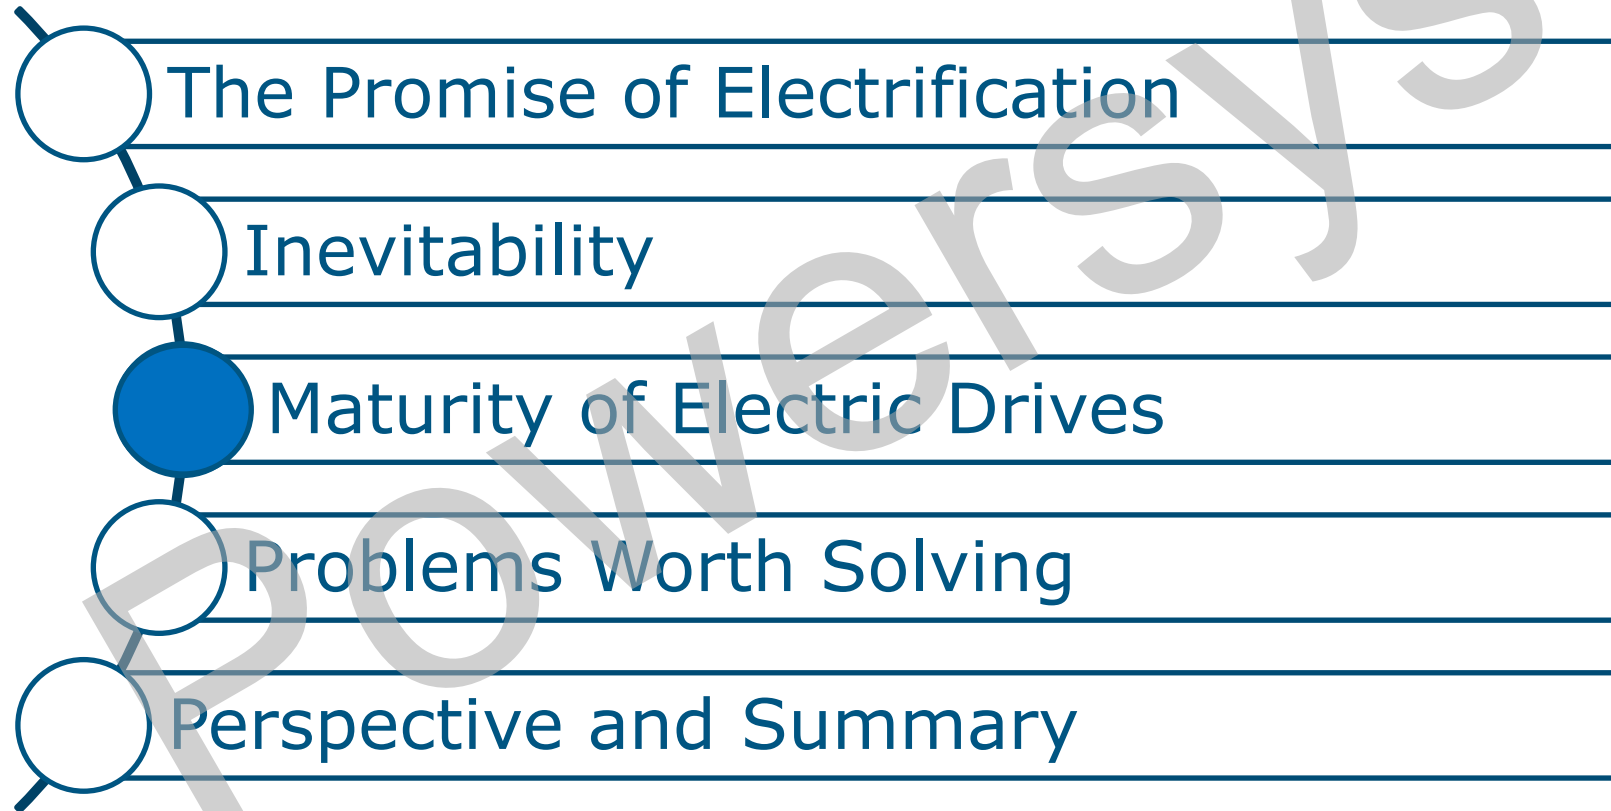 The Promise of Electrification
Inevitability
Maturity of Electric Drives
Problems Worth Solving
Perspective and Summary
Powersys